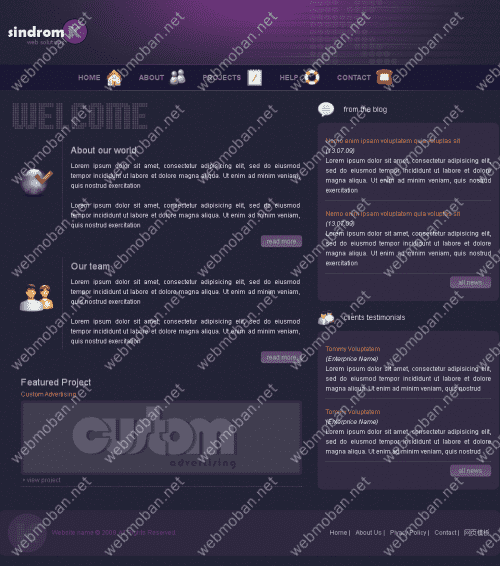 sindrom K
web solution
HOME ABOUT PROJECTS HELP CONTACT
WELCOME
About our world
Lorem ipsum dolor sit amet, consectetur adipisicing elit, sed do eiusmod
tempor incididunt ut labore et dolore magna aliqua. Ut enim ad minim veniam,
quis nostrud exercitation
Lorem ipsum dolor sit amet, consectetur adipisicing elit, sed do eiusmod
tempor incididunt ut labore et dolore magna aliqua. Ut enim ad minim veniam,
quis nostrud exercitation
read more
Our team
Lorem ipsum dolor sit amet, consectetur adipisicing elit, sed do eiusmod
tempor incididunt ut labore et dolore magna aliqua. Ut enim ad minim veniam,
quis nostrud exercitation
Lorem ipsum dolor sit amet, consectetur adipisicing elit, sed do eiusmod
tempor incididunt ut labore et dolore magna aliqua. Ut enim ad minim veniam,
quis nostrud exercitation
read more
Featured Project
Custom Advertising
custom
advertising
+ view project
from the blog
Nemo enim ipsam voluptatem quia voluptas sit
(13.07.09)
Lorem ipsum dolor sit amet, consectetur adipisicing elit,
sed do eiusmod tempor incididunt ut labore et dolore
magna aliqua. Ut enim ad minim veniam, quis nostrud
exercitation
Nemo enim ipsam voluptatem quia voluptas sit
(13.07.09)
Lorem ipsum dolor sit amet, consectetur adipisicing elit,
sed do eiusmod tempor incididunt ut labore et dolore
magna aliqua. Ut enim ad minim veniam, quis nostrud
exercitation
all news
Clients testimonials
Tommy Voluptatem
(Enterprice Name)
Lorem ipsum dolor sit amet, consectetur adipisicing elit,
sed do eiusmod tempor incididunt ut labore et dolore
magna aliqua. Ut enim ad minim veniam, quis nostrud
Tommy Voluptatem
(Enterprice Name)
Lorem ipsum dolor sit amet, consectetur adipisicing elit,
sed do eiusmod tempor incididunt ut labore et dolore
magna aliqua. Ut enim ad minim veniam, quis nostrud
all news
Website name © 2009. All Rights Reserved
Home | About Us | Privacy Policy | Contact | 网页模板
webmoban.net